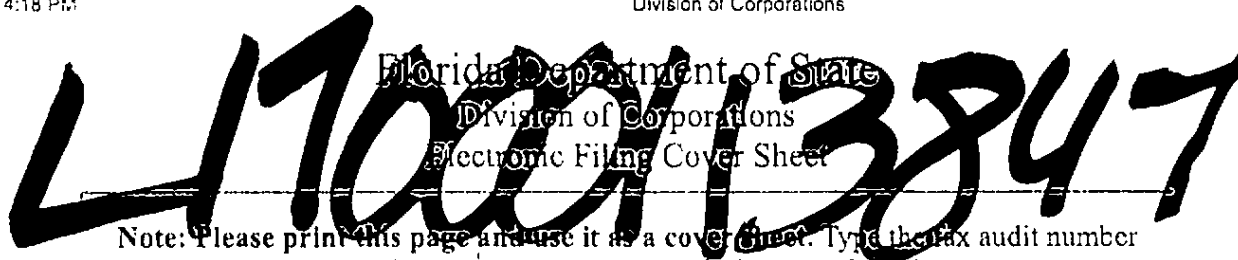 4:18 PM Division of Corporations
L17000113847
Florida Department of State
Division of Corporations
Electronic Filing Cover Sheet
Note: Please print this page and use it as a cover sheet. Type the fax audit number